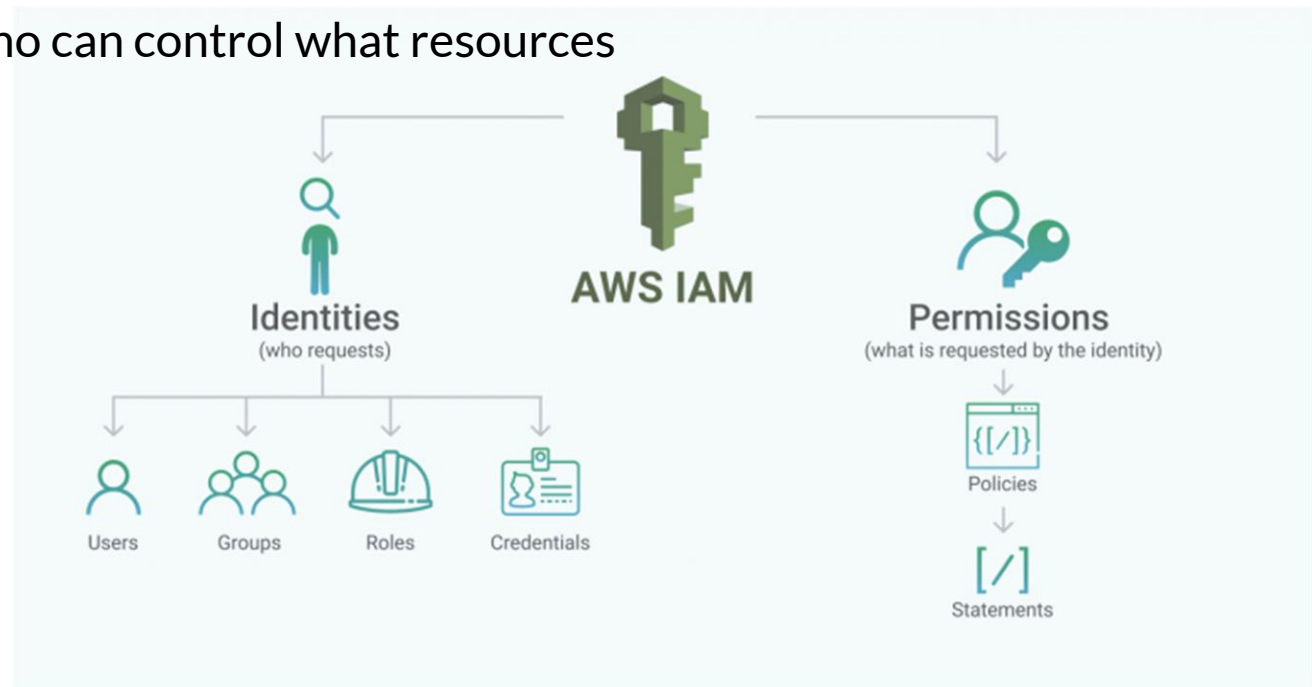 no can control what resources
AWS IAM
Identities
(who requests)
Permissions
(what is requested by the identity)
{[/]}
Policies
Users
Groups
Roles
Credentials
[/]
Statements